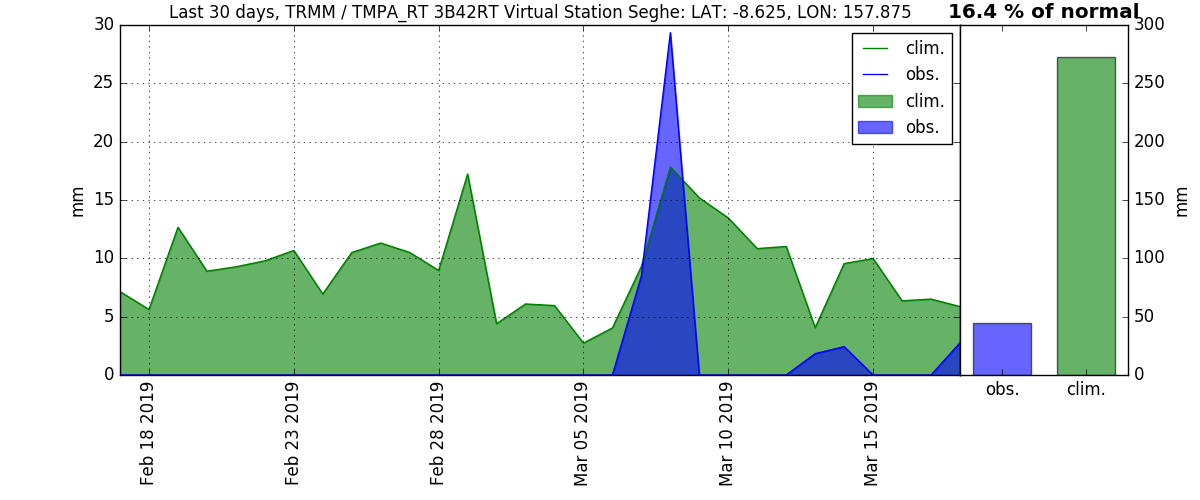 Last 30 days, TRMM / TMPA_RT 3B42RT Virtual Station Seghe: LAT: -8.625, LON: 157.875
16.4 % of normal
30
25
20
15
10
5
0
mm
clim.
obs.
clim.
obs.
Feb 18 2019
Feb 23 2019
Feb 28 2019
Mar 05 2019
Mar 10 2019
Mar 15 2019
300
250
200
150
100
50
0
mm
obs.
clim.